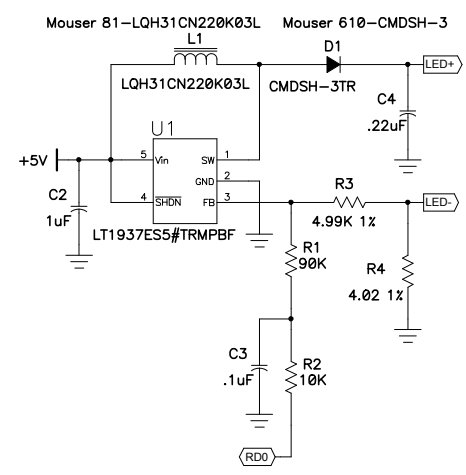 Mouser 81-LQH31CN220K03L
Mouser 610-CMDSH-3
L1
D1
LED+
LQH31CN220K03L
CMDSH-3TR
C4
.22uF
U1
+5V
5
Vin
SW
1
GND
2
4
SHDN
FB
3
C2
1uF
LT1937ES5#TRMPBF
R3
4.99K 1%
LED-
R1
90K
R4
4.02 1%
C3
.1uF
R2
10K
RD0